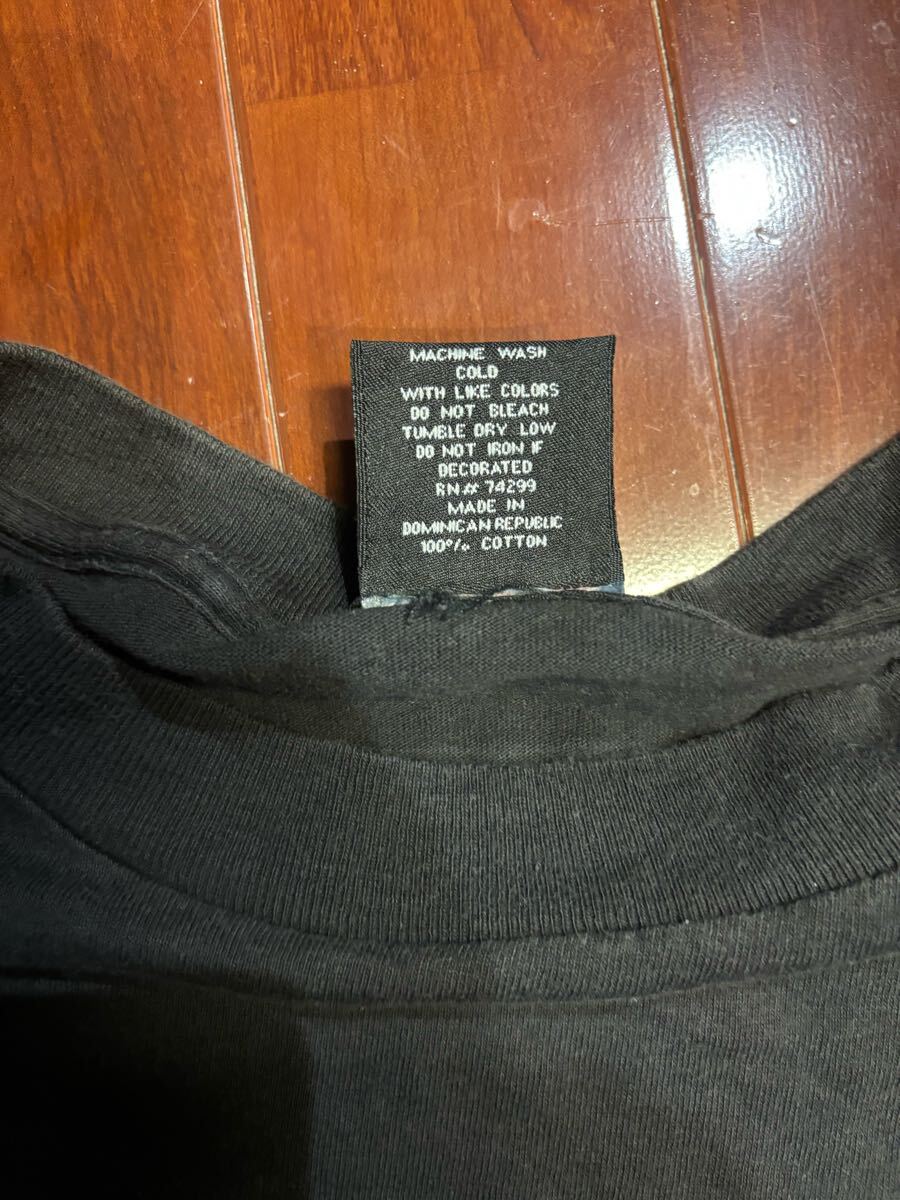 MACHINE WASH
COLD
WITH LIKE COLORS
DO NOT BLEACH
TUMBLE DRY LOW
DO NOT IRON IF
DECORATED
RN# 74299
MADE IN
DOMINICAN REPUBLIC
100% COTTON